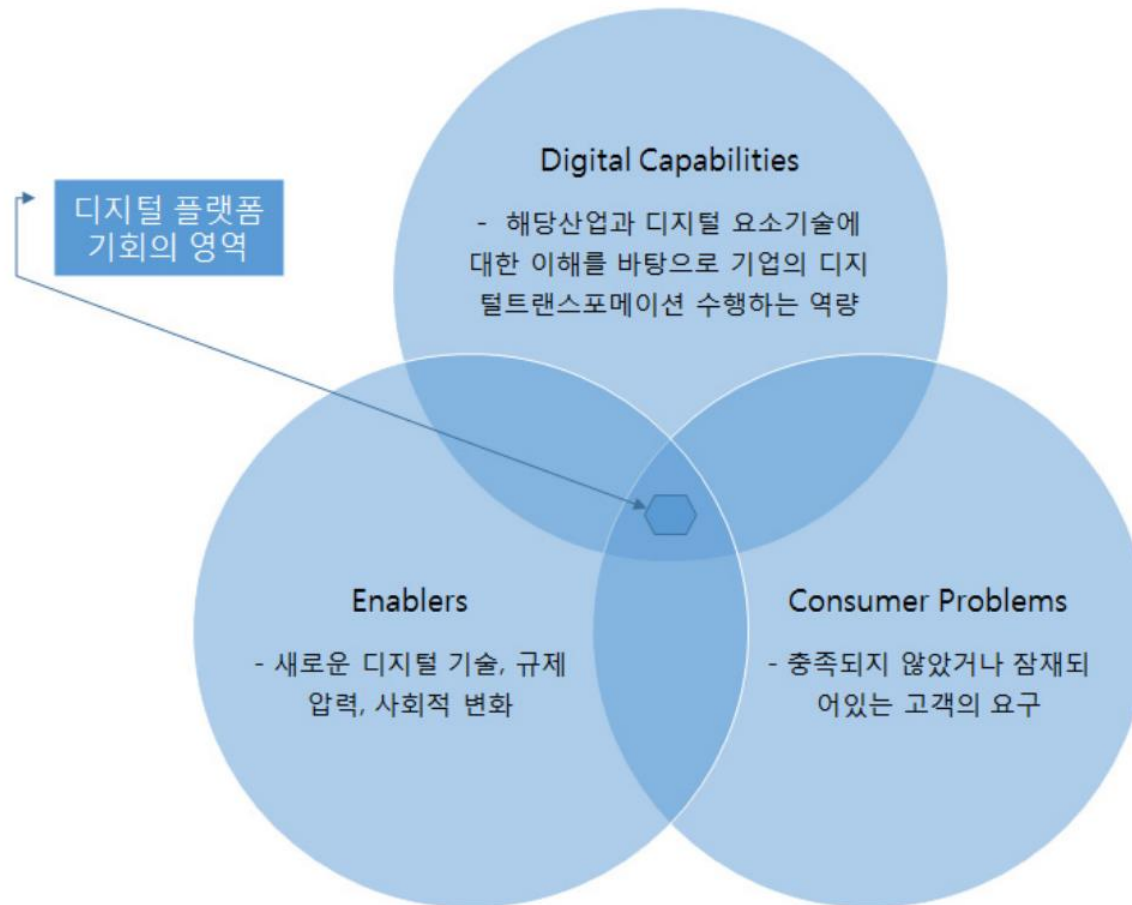 Digital Capabilities
- 해당산업과 디지털 요소기술에
대한 이해를 바탕으로 기업의 디지
털트랜스포메이션 수행하는 역량
디지털 플랫폼
기회의 영역
Enablers
- 새로운 디지털 기술, 규제
압력, 사회적 변화
Consumer Problems
- 충족되지 않았거나 잠재되
어있는 고객의 요구